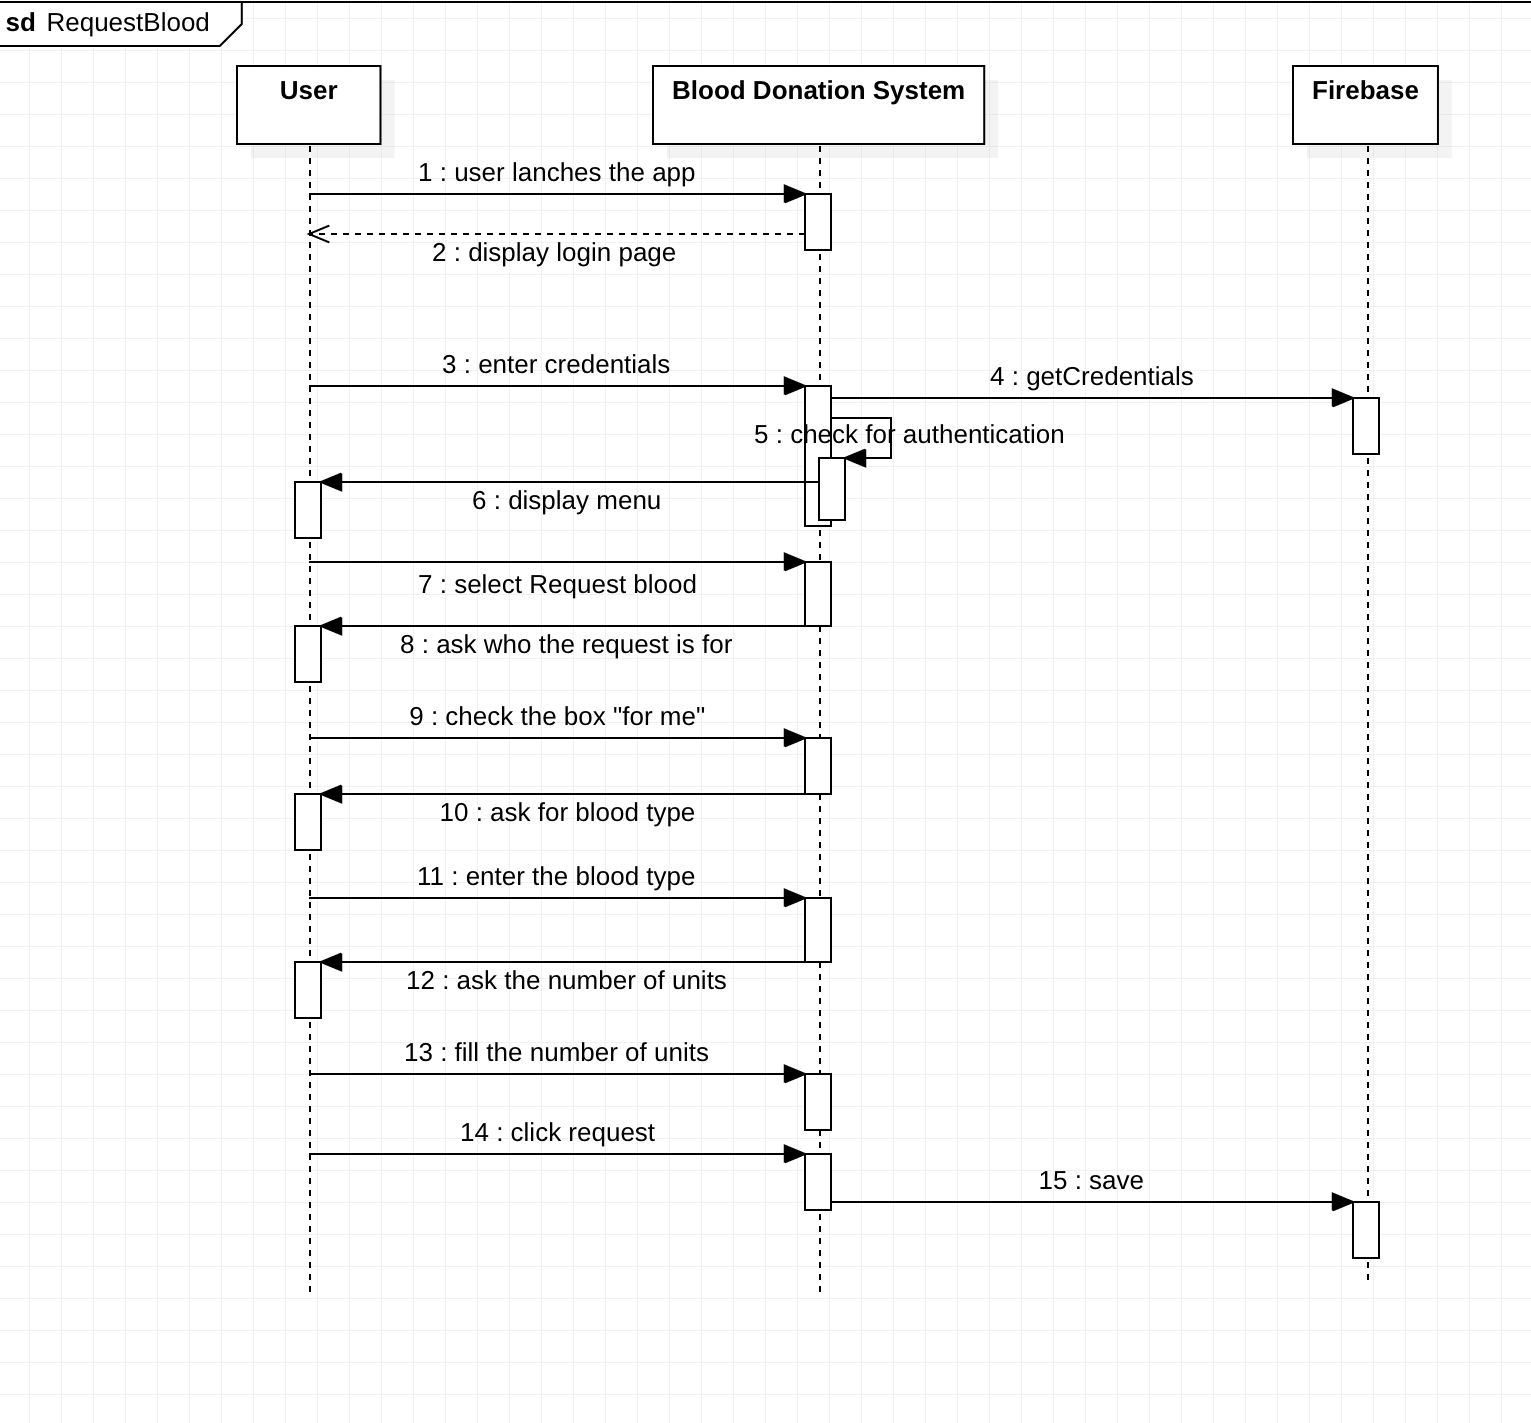 sd RequestBlood
User
Blood Donation System
Firebase
1 : user lanches the app
2 : display login page
3 : enter credentials
4 : getCredentials
5 : check for authentication
6 : display menu
7 : select Request blood
8 : ask who the request is for
9 : check the box "for me"
10 : ask for blood type
11 : enter the blood type
12 : ask the number of units
13 : fill the number of units
14 : click request
15 : save